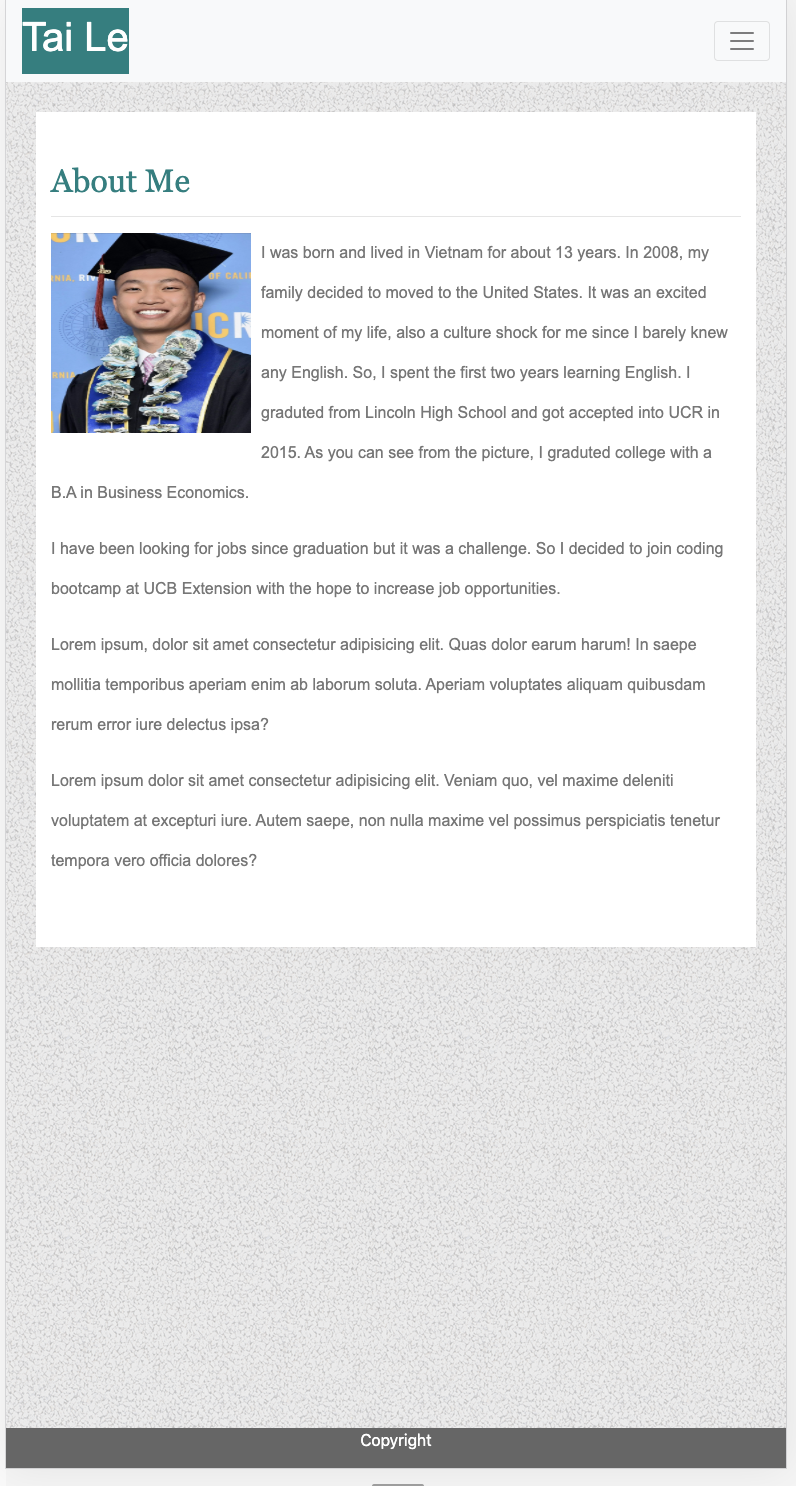 Tai Le
About Me
CR
RNIA. RIV
OF CALIF
UCR
I was born and lived in Vietnam for about 13 years. In 2008, my
family decided to moved to the United States. It was an excited
moment of my life, also a culture shock for me since I barely knew
any English. So, I spent the first two years learning English. I
graduted from Lincoln High School and got accepted into UCR in
2015. As you can see from the picture, I graduted college with a
B.A in Business Economics.
I have been looking for jobs since graduation but it was a challenge. So I decided to join coding
bootcamp at UCB Extension with the hope to increase job opportunities.
Lorem ipsum, dolor sit amet consectetur adipisicing elit. Quas dolor earum harum! In saepe
mollitia temporibus aperiam enim ab laborum soluta. Aperiam voluptates aliquam quibusdam
rerum error iure delectus ipsa?
Lorem ipsum dolor sit amet consectetur adipisicing elit. Veniam quo, vel maxime deleniti
voluptatem at excepturi iure. Autem saepe, non nulla maxime vel possimus perspiciatis tenetur
tempora vero officia dolores?
Copyright